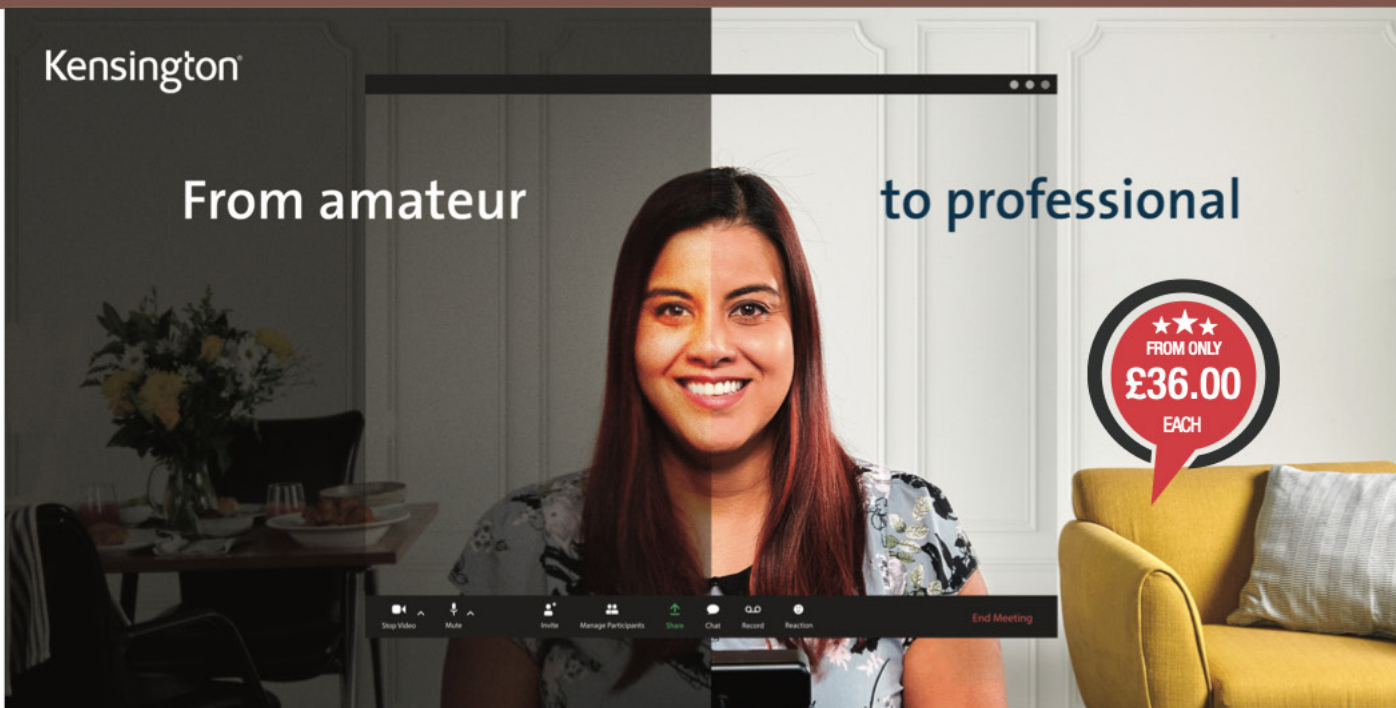 Kensington®
From amateur
to professional
FROM ONLY
£36.00
EACH
Stop Video
Mute
Invite
Manage Participants
Share
Chat
Record
Reaction
End Meeting